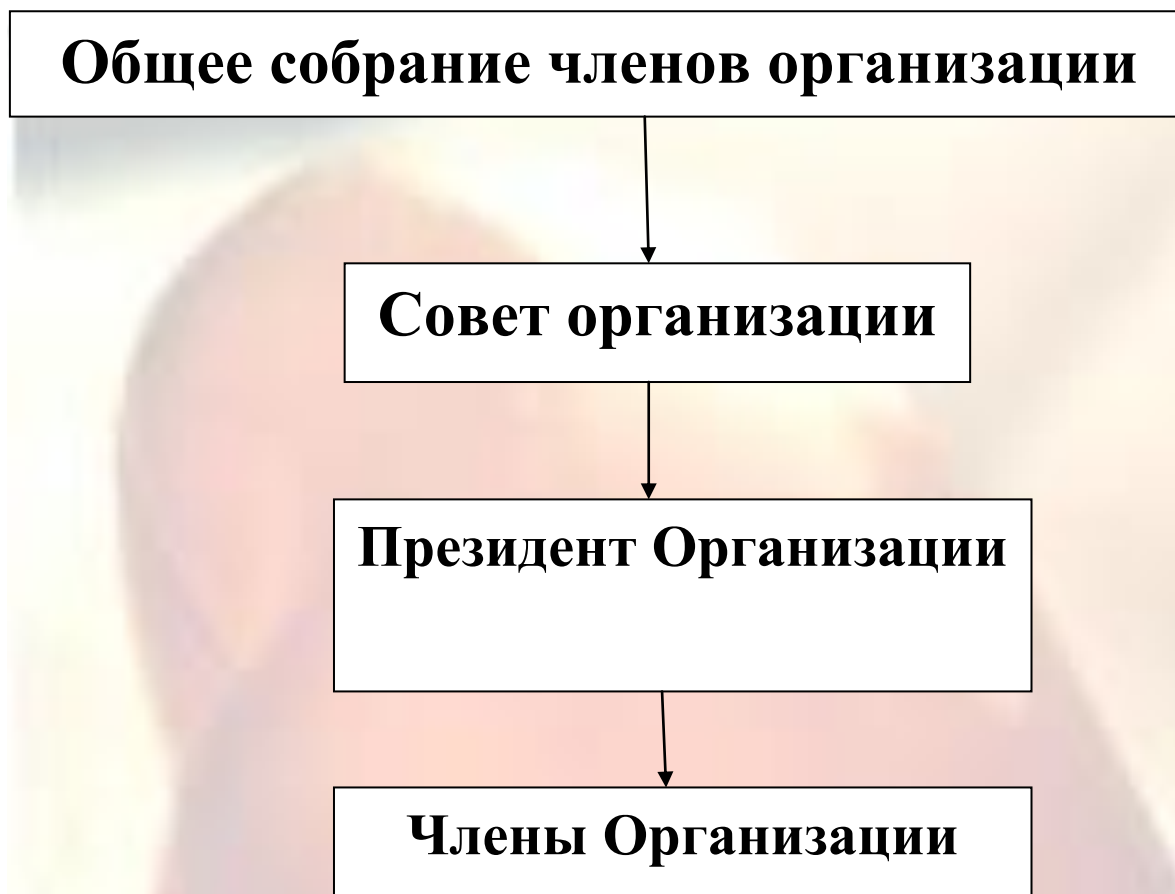 Общее собрание членов организации
Совет организации
Президент Организации
Члены Организации